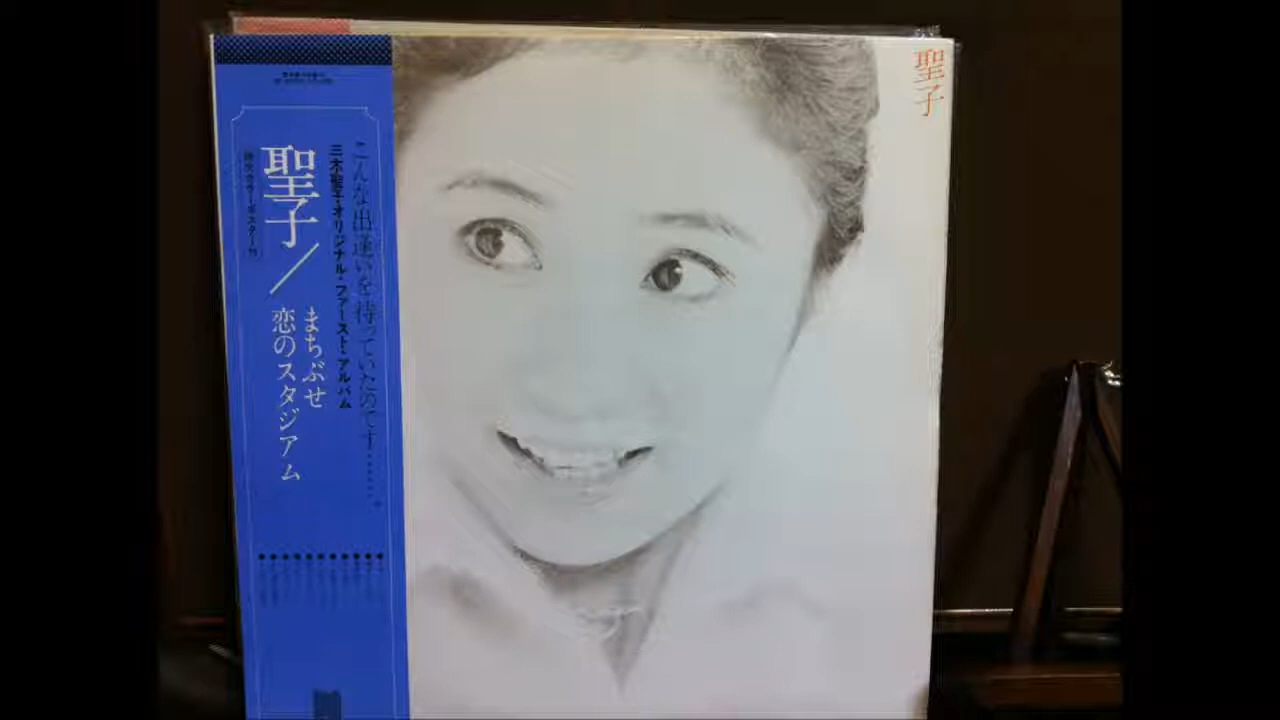 聖子
こんな出逢いを待っていたのです……。
三木聖子・オリジナル・ファースト・アルバム
聖子／
まちぶせ
恋のスタジアム